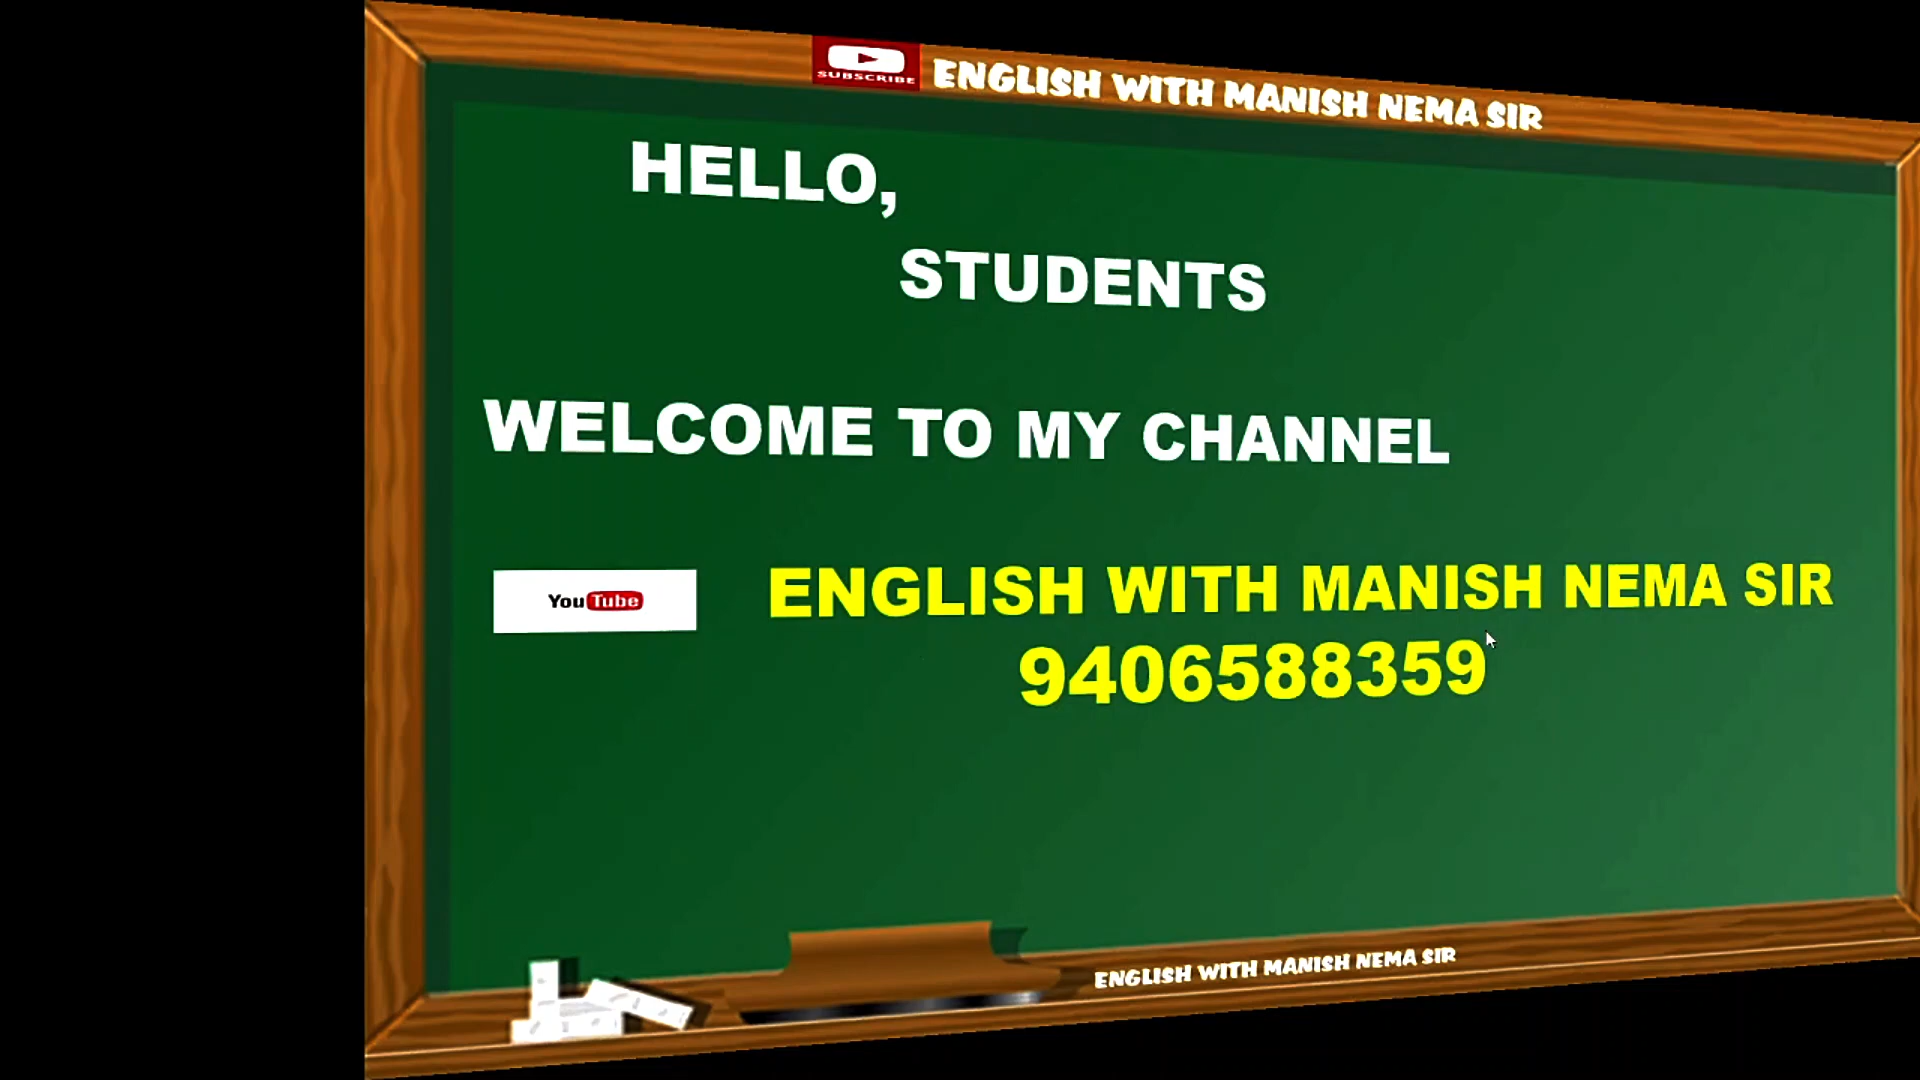 SUBSCRIBE ENGLISH WITH MANISH NEMA SIR
HELLO,
STUDENTS
WELCOME TO MY CHANNEL
YouTube ENGLISH WITH MANISH NEMA SIR
9406588359
ENGLISH WITH MANISH NEMA SIR